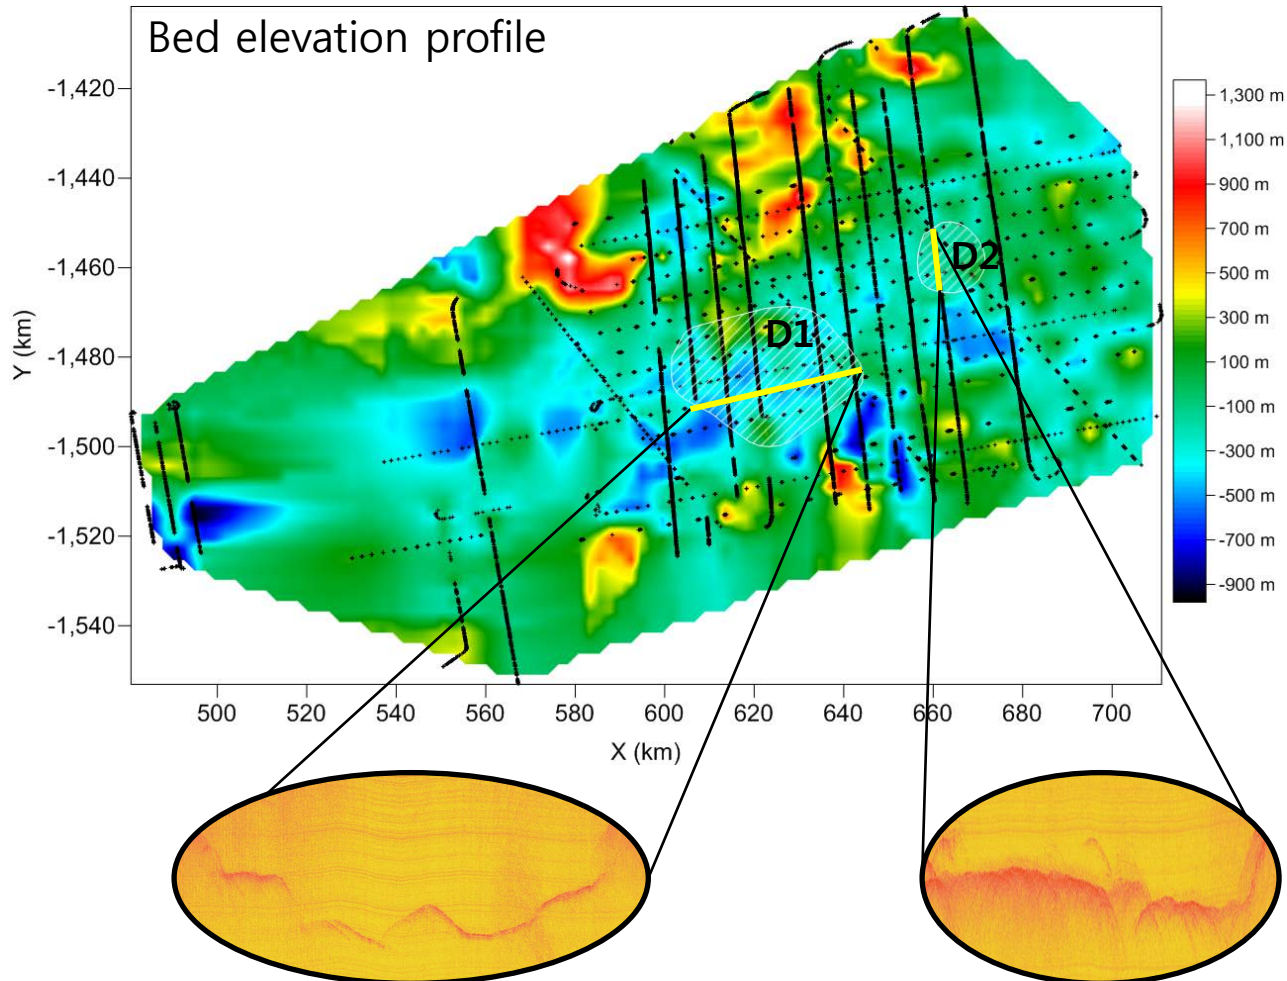 Bed elevation profile
-1,420
-1,440
-1,460
-1,480
-1,500
-1,520
-1,540
Y (km)
D1
D2
500
520
540
560
580
600
620
640
660
680
700
X (km)
1,300 m
1,100 m
900 m
700 m
500 m
300 m
100 m
-100 m
-300 m
-500 m
-700 m
-900 m